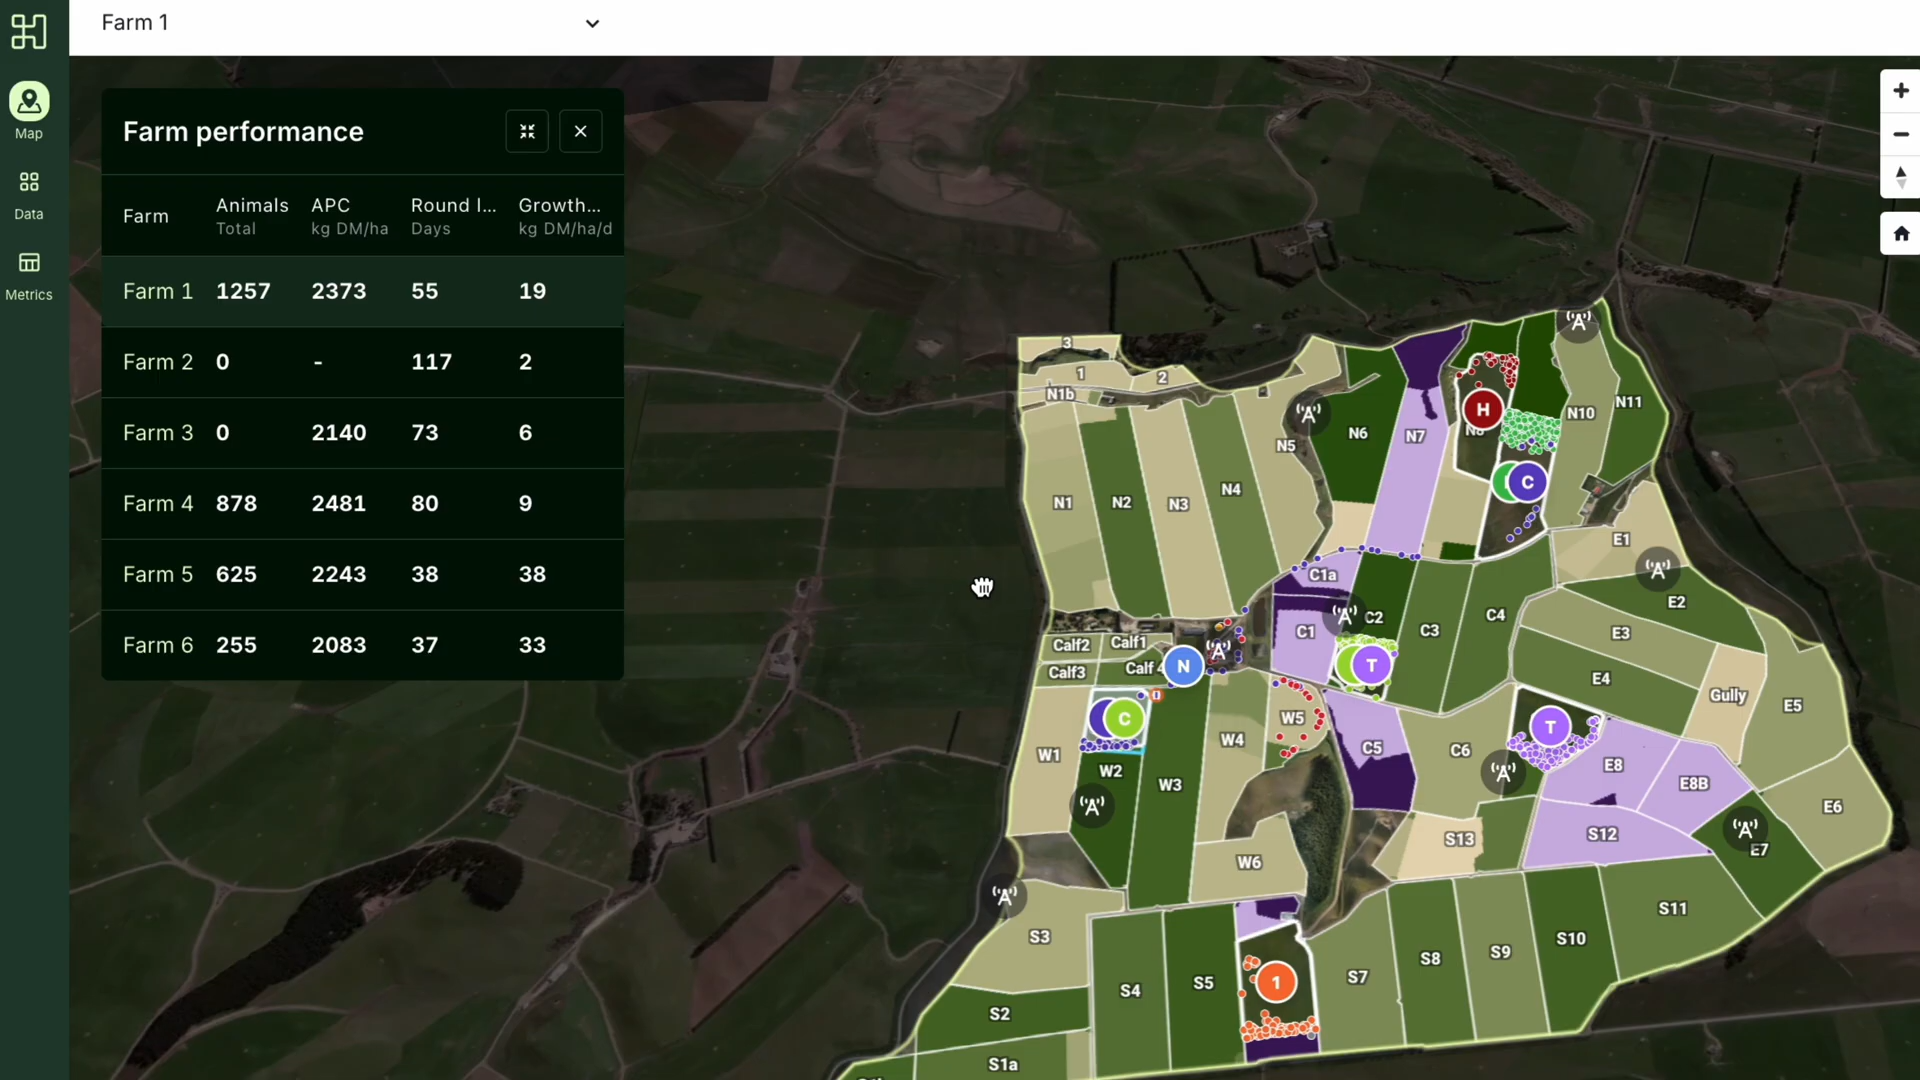 Farm 1
Map
Data
Metrics
Farm performance
Farm
Animals
Total
APC
kg DM/ha
Round l...
Days
Growth...
kg DM/ha/d
Farm 1 1257 2373 55 19
Farm 2 0 - 117 2
Farm 3 0 2140 73 6
Farm 4 878 2481 80 9
Farm 5 625 2243 38 38
Farm 6 255 2083 37 33
3
1
2
N1b
N1
N2
N3
N4
N5
N6
N7
H
N10
N11
C
E1
E2
C1a
C1
C2
C3
C4
E3
E4
Gully
E5
Calf2
Calf1
Calf3
Calf 4
N
T
C
W1
W2
W3
W4
W5
W6
C5
C6
T
E8
E8B
E6
E7
S12
S13
S3
S4
S5
1
S7
S8
S9
S10
S11
S2
S1a